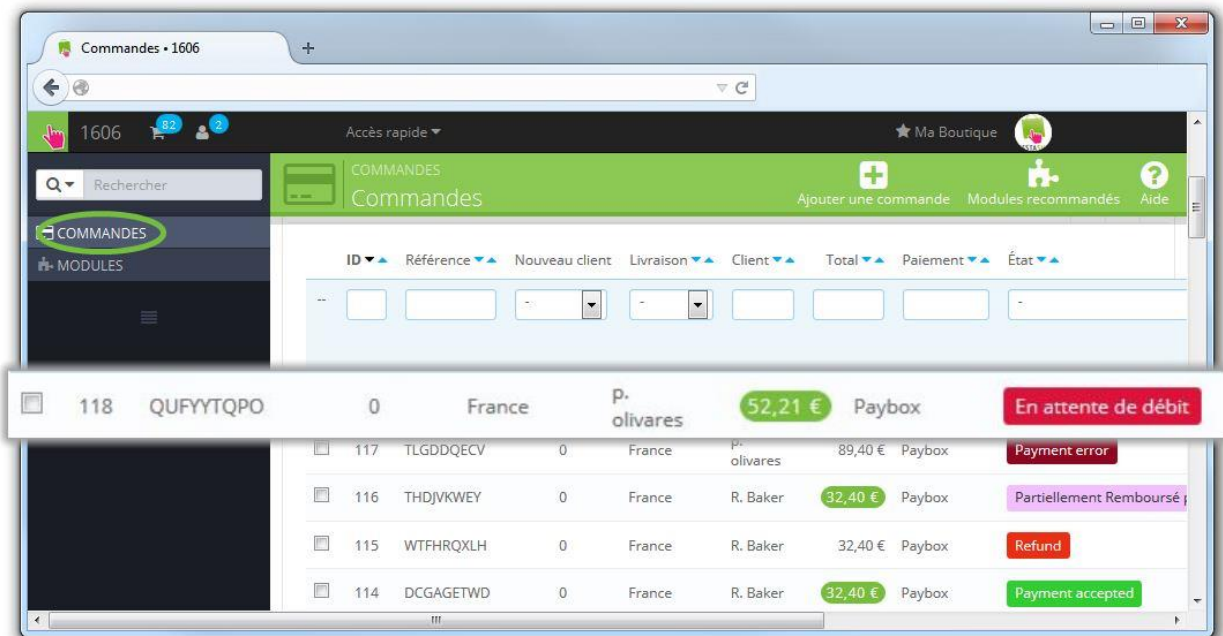 Commandes • 1606
1606 82 2 Accès rapide Ma Boutique
Rechercher
COMMANDES
Commandes
Ajouter une commande Modules recommandés Aide
COMMANDES
MODULES
ID Référence Nouveau client Livraison Client Total Paiement État
-- - - -
118 QUFYYTQPO 0 France p. olivares 52,21 € Paybox En attente de débit
117 TLGDDQECV 0 France p. olivares 89,40 € Paybox Payment error
116 THDJVKWEY 0 France R. Baker 32,40 € Paybox Partiellement Remboursé
115 WTFHRQXLH 0 France R. Baker 32,40 € Paybox Refund
114 DCGAGETWD 0 France R. Baker 32,40 € Paybox Payment accepted